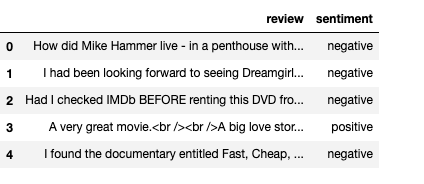 review sentiment
0 How did Mike Hammer live - in a penthouse with... negative
1 I had been looking forward to seeing Dreamgirl... negative
2 Had I checked IMDb BEFORE renting this DVD fro... negative
3 A very great movie.<br /><br />A big love stor... positive
4 I found the documentary entitled Fast, Cheap, ... negative